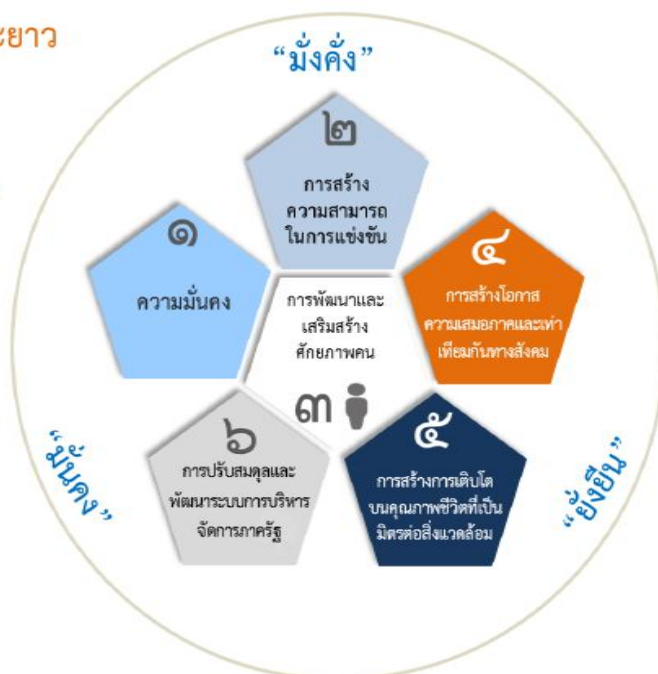 ะยาว
“มั่งคั่ง”
๒
การสร้าง
ความสามารถ
ในการแข่งขัน
๑
ความมั่นคง
๔
การสร้างโอกาส
ความเสมอภาคและเท่า
เทียมกันทางสังคม
การพัฒนาและ
เสริมสร้าง
ศักยภาพคน
๓
๖
การปรับสมดุลและ
พัฒนาระบบการบริหาร
จัดการภาครัฐ
๕
การสร้างการเติบโต
บนคุณภาพชีวิตที่เป็น
มิตรต่อสิ่งแวดล้อม
“มั่นคง”
“ยั่งยืน”